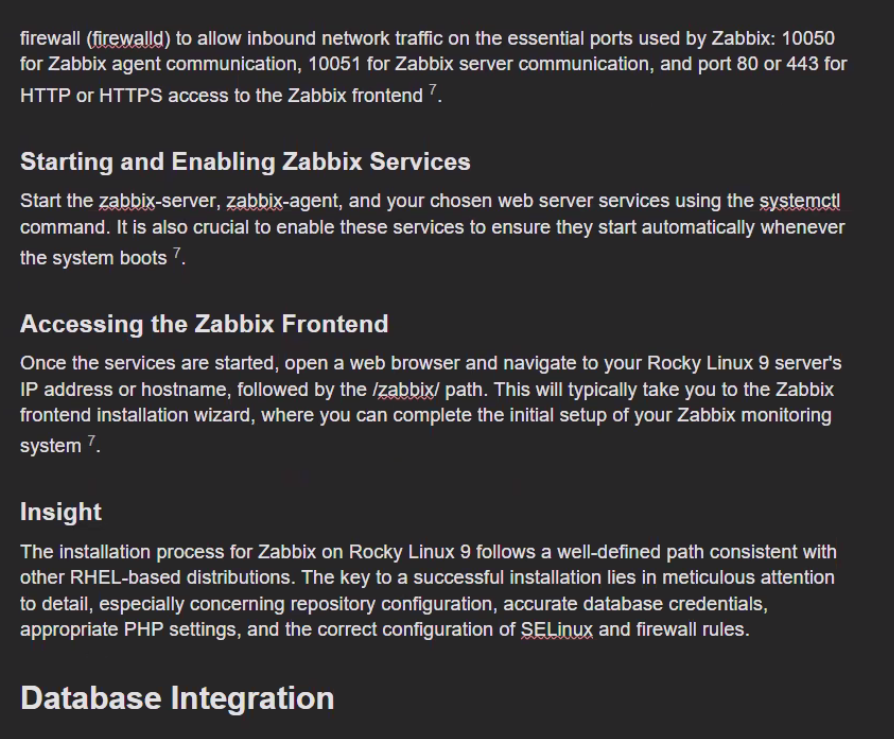 firewall (firewalld) to allow inbound network traffic on the essential ports used by Zabbix: 10050
for Zabbix agent communication, 10051 for Zabbix server communication, and port 80 or 443 for
HTTP or HTTPS access to the Zabbix frontend 7.
Starting and Enabling Zabbix Services
Start the zabbix-server, zabbix-agent, and your chosen web server services using the systemctl
command. It is also crucial to enable these services to ensure they start automatically whenever
the system boots 7.
Accessing the Zabbix Frontend
Once the services are started, open a web browser and navigate to your Rocky Linux 9 server's
IP address or hostname, followed by the /zabbix/ path. This will typically take you to the Zabbix
frontend installation wizard, where you can complete the initial setup of your Zabbix monitoring
system 7.
Insight
The installation process for Zabbix on Rocky Linux 9 follows a well-defined path consistent with
other RHEL-based distributions. The key to a successful installation lies in meticulous attention
to detail, especially concerning repository configuration, accurate database credentials,
appropriate PHP settings, and the correct configuration of SELinux and firewall rules.
Database Integration